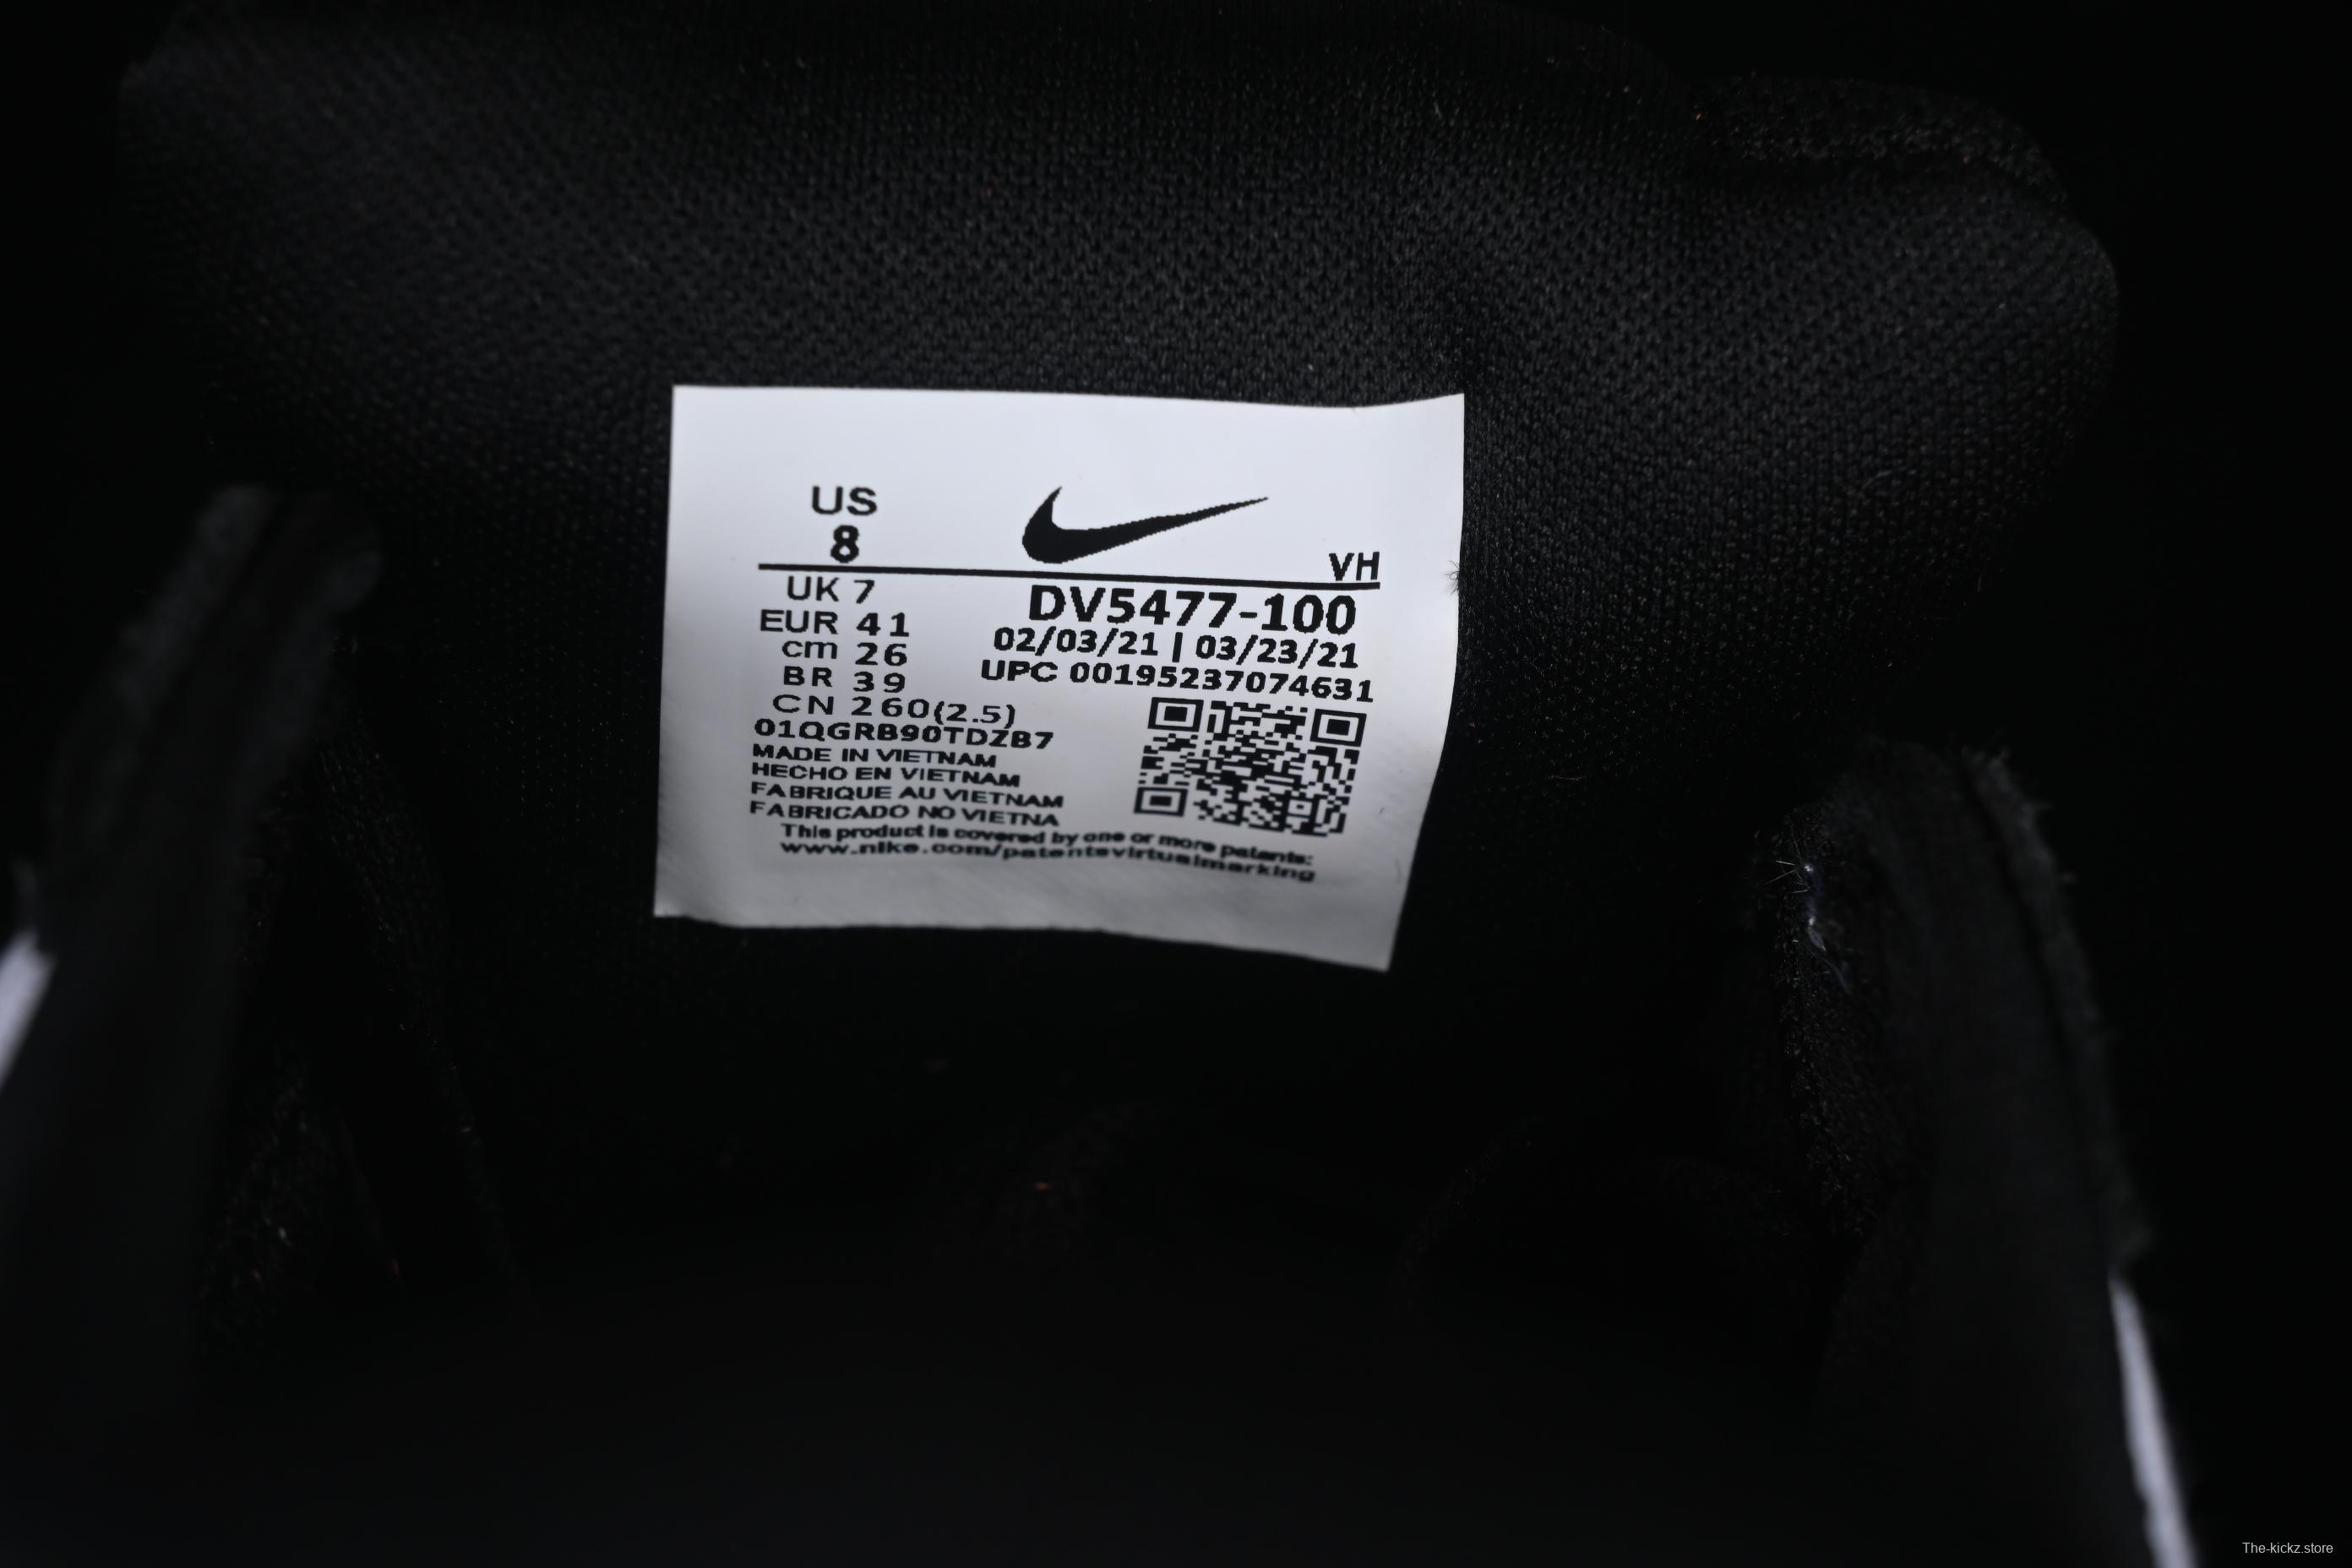 US
8
VH
UK 7
EUR 41
cm 26
BR 39
CN 260(2.5)
DV5477-100
02/03/21 | 03/23/21
UPC 00195237074631
01QGRB90TDZB7
MADE IN VIETNAM
HECHO EN VIETNAM
FABRIQUE AU VIETNAM
FABRICADO NO VIETNA
This product is covered by one or more patents:
www.nike.com/patentsvirtualmarking
The-kickz.store